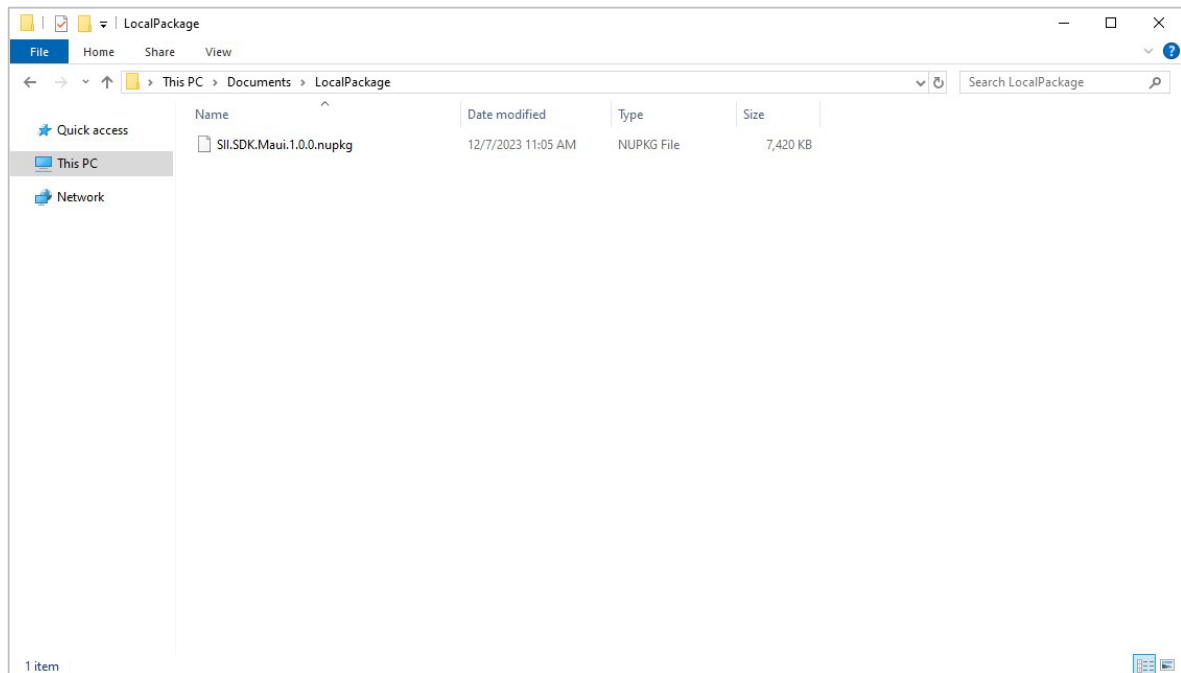 LocalPackage
File Home Share View
This PC > Documents > LocalPackage Search LocalPackage
Name Date modified Type Size
Quick access
SII.SDK.Maui.1.0.0.nupkg 12/7/2023 11:05 AM NUPKG File 7,420 KB
This PC
Network
1 item